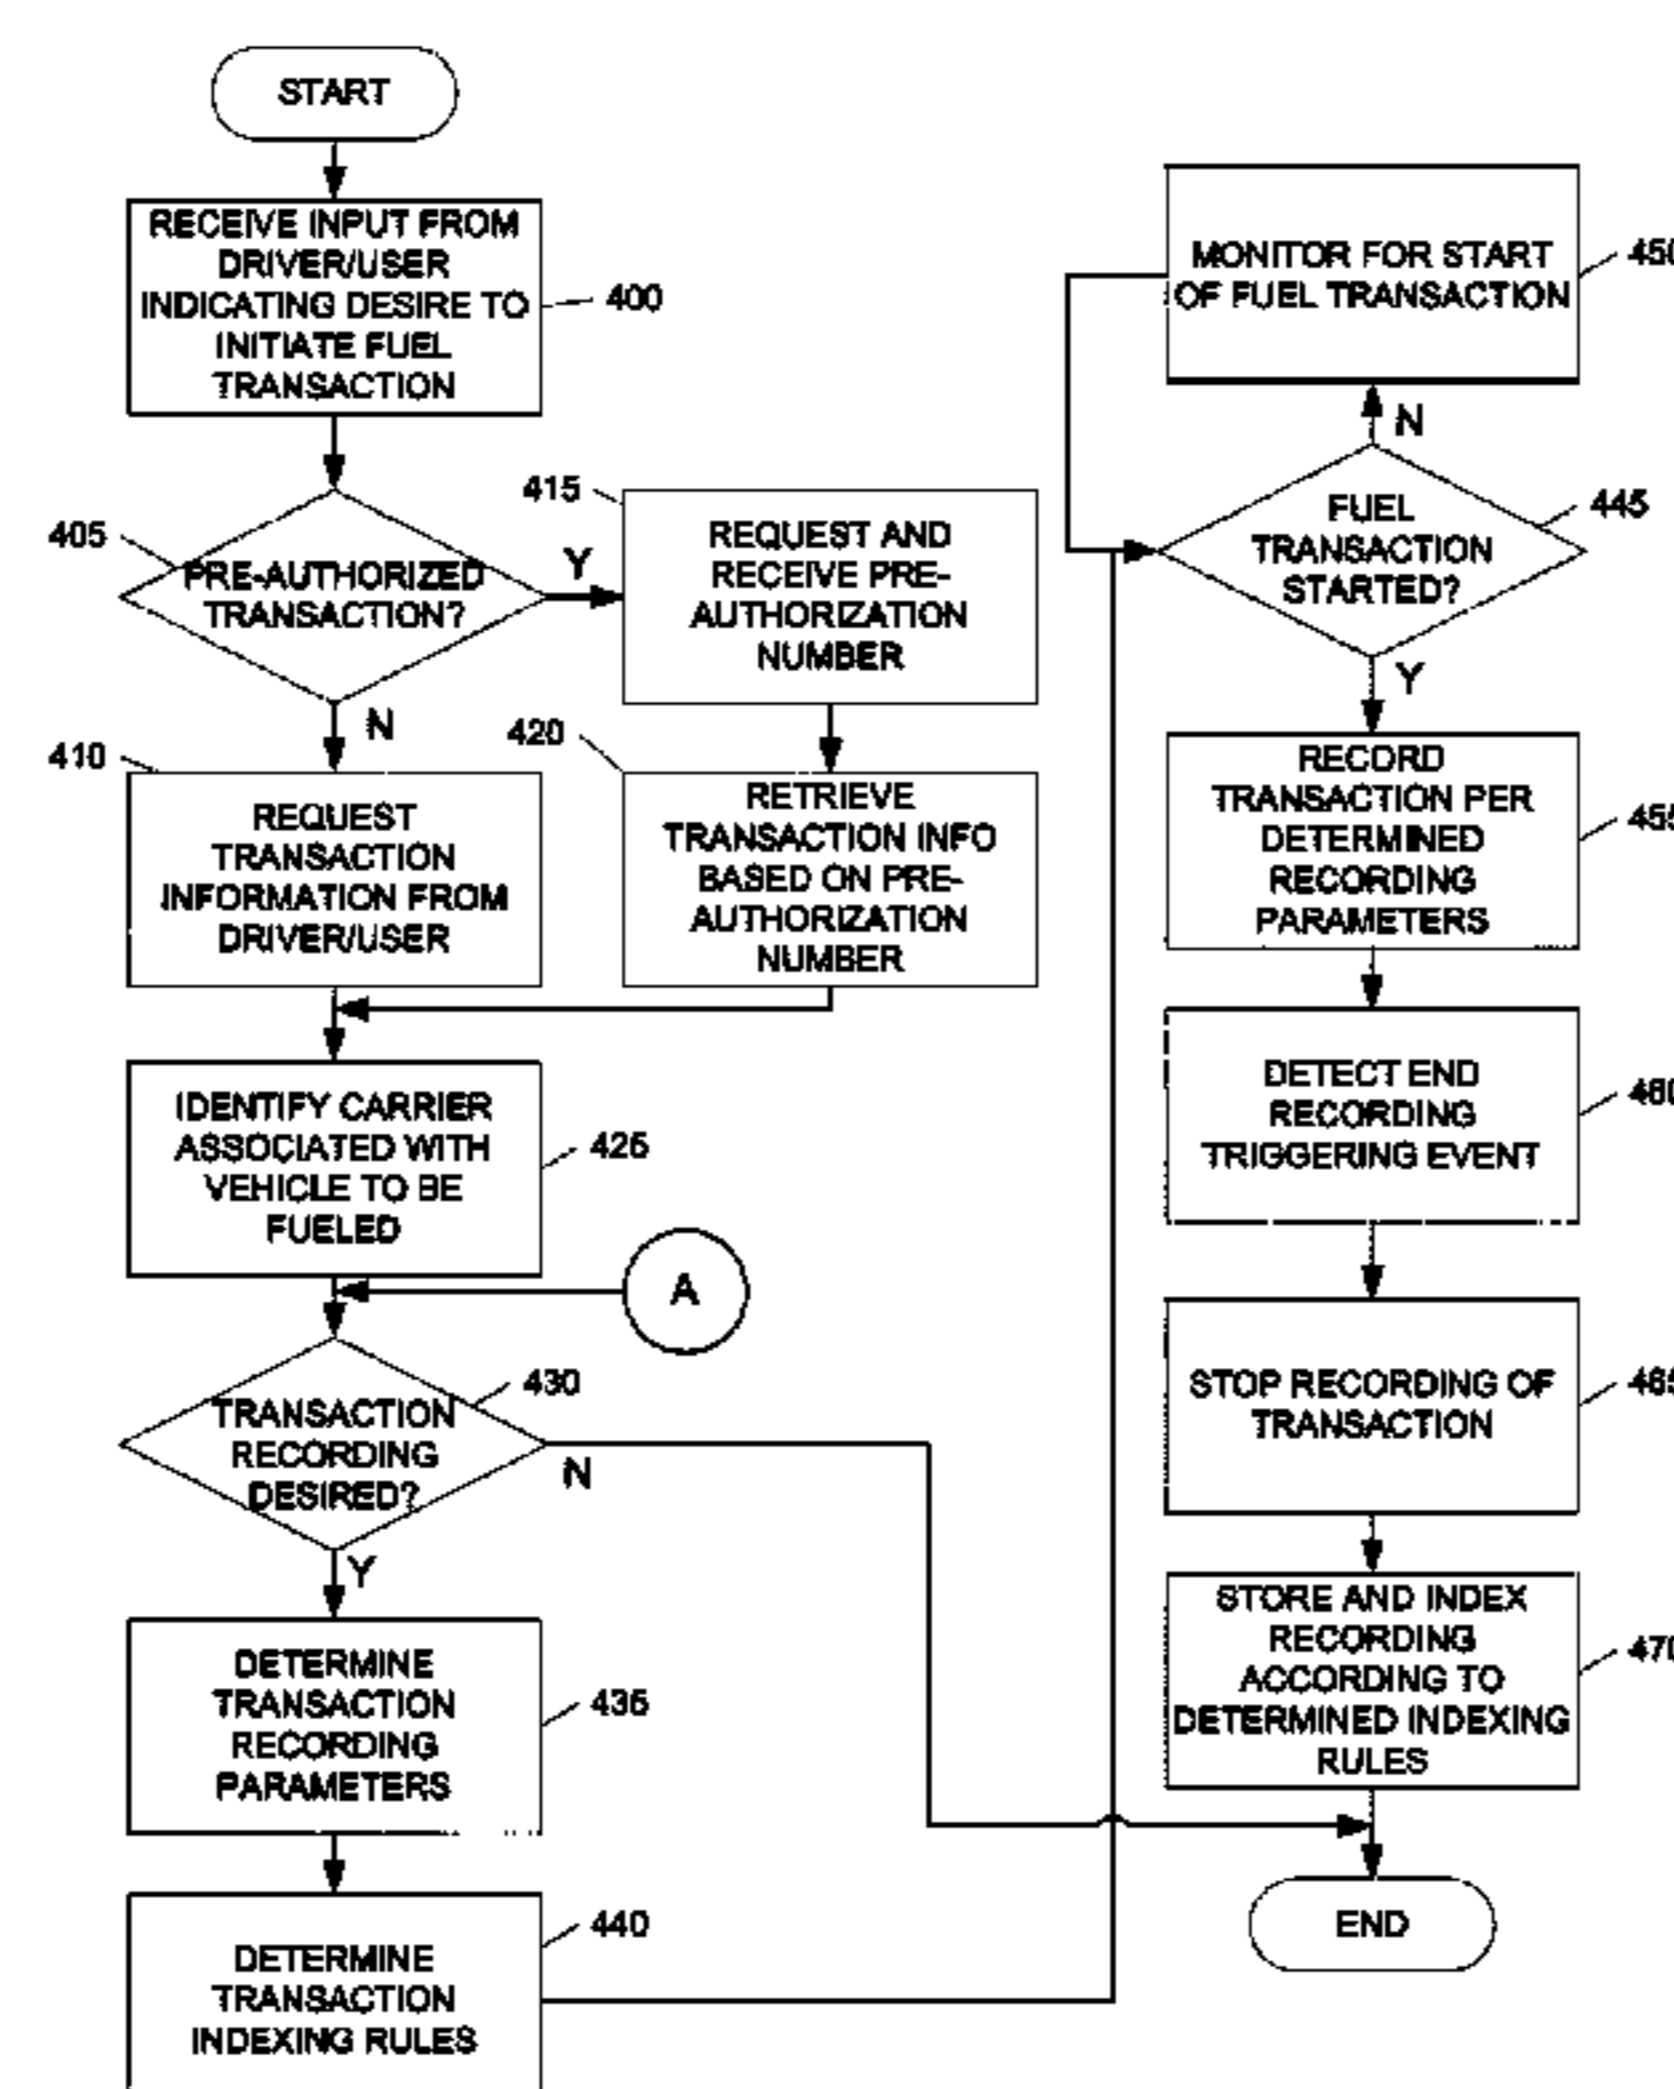 START
RECEIVE INPUT FROM
DRIVER/USER
INDICATING DESIRE TO
INITIATE FUEL
TRANSACTION
400
405
PRE-AUTHORIZED
TRANSACTION?
Y
N
415
REQUEST AND
RECEIVE PRE-
AUTHORIZATION
NUMBER
410
REQUEST
TRANSACTION
INFORMATION FROM
DRIVER/USER
420
RETRIEVE
TRANSACTION INFO
BASED ON PRE-
AUTHORIZATION
NUMBER
IDENTIFY CARRIER
ASSOCIATED WITH
VEHICLE TO BE
FUELED
425
A
430
TRANSACTION
RECORDING
DESIRED?
N
Y
DETERMINE
TRANSACTION
RECORDING
PARAMETERS
435
DETERMINE
TRANSACTION
INDEXING RULES
440
MONITOR FOR START
OF FUEL TRANSACTION
450
N
FUEL
TRANSACTION
STARTED?
445
Y
RECORD
TRANSACTION PER
DETERMINED
RECORDING
PARAMETERS
455
DETECT END
RECORDING
TRIGGERING EVENT
460
STOP RECORDING OF
TRANSACTION
465
STORE AND INDEX
RECORDING
ACCORDING TO
DETERMINED INDEXING
RULES
470
END